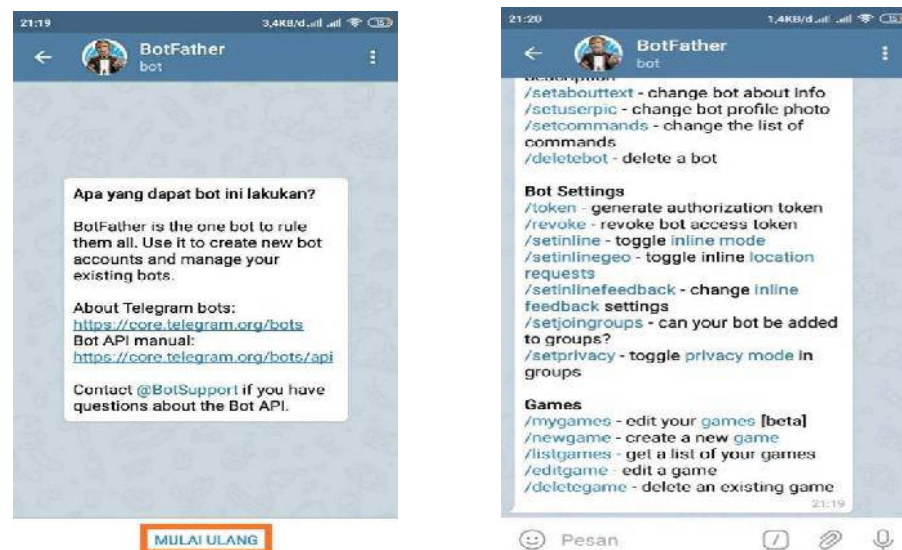 21:19
3,4KB/d
BotFather
bot
Apa yang dapat bot ini lakukan?
BotFather is the one bot to rule
them all. Use it to create new bot
accounts and manage your
existing bots.
About Telegram bots:
https://core.telegram.org/bots
Bot API manual:
https://core.telegram.org/bots/api
Contact @BotSupport if you have
questions about the Bot API.
MULAI ULANG
21:20
1,4KB/d
BotFather
bot
/setabouttext - change bot about info
/setuserpic - change bot profile photo
/setcommands - change the list of
commands
/deletebot - delete a bot
Bot Settings
/token - generate authorization token
/revoke - revoke bot access token
/setinline - toggle inline mode
/setinlinegeo - toggle inline location
requests
/setinlinefeedback - change inline
feedback settings
/setjoingroups - can your bot be added
to groups?
/setprivacy - toggle privacy mode in
groups
Games
/mygames - edit your games [beta]
/newgame - create a new game
/listgames - get a list of your games
/editgame - edit a game
/deletegame - delete an existing game
21:19
Pesan